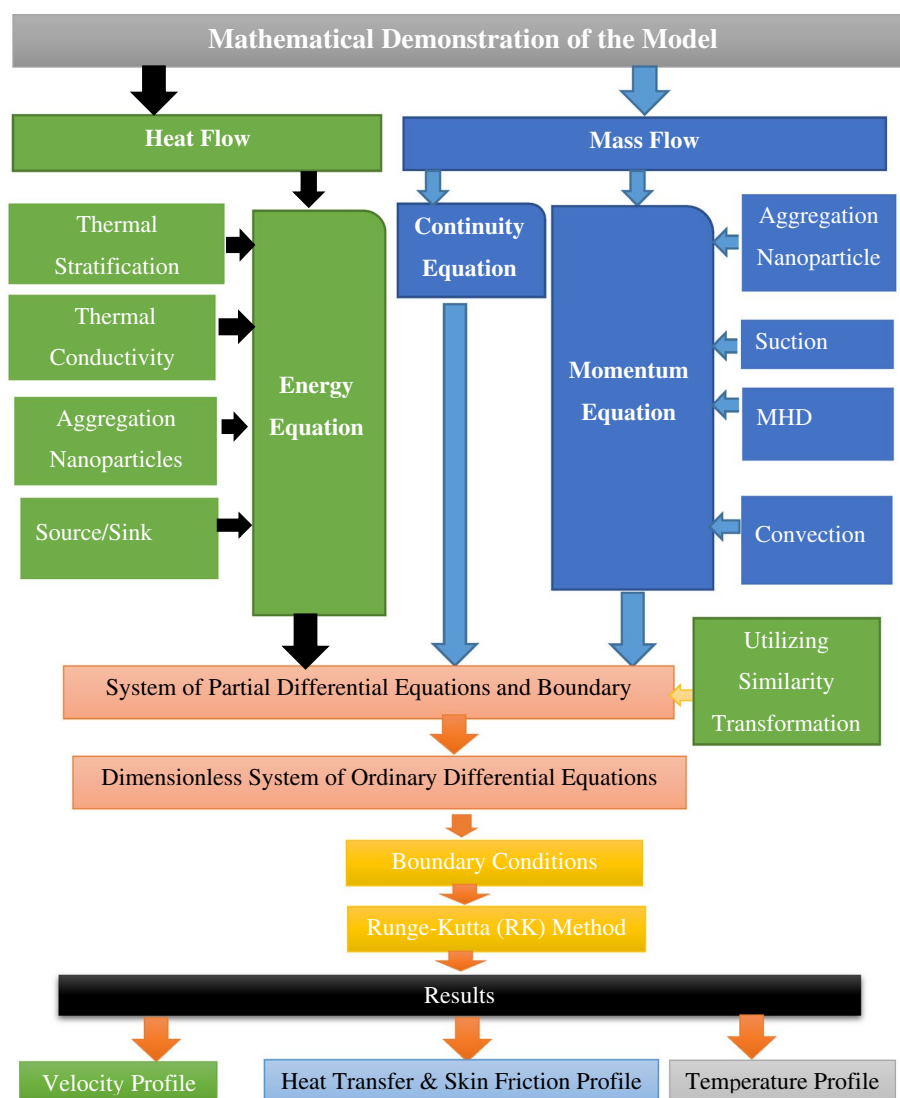 Mathematical Demonstration of the Model
Heat Flow
Mass Flow
Thermal
Stratification
Thermal
Conductivity
Aggregation
Nanoparticles
Source/Sink
Energy
Equation
Continuity
Equation
Momentum
Equation
Aggregation
Nanoparticle
Suction
MHD
Convection
Utilizing
Similarity
Transformation
System of Partial Differential Equations and Boundary
Dimensionless System of Ordinary Differential Equations
Boundary Conditions
Runge-Kutta (RK) Method
Results
Velocity Profile
Heat Transfer & Skin Friction Profile
Temperature Profile